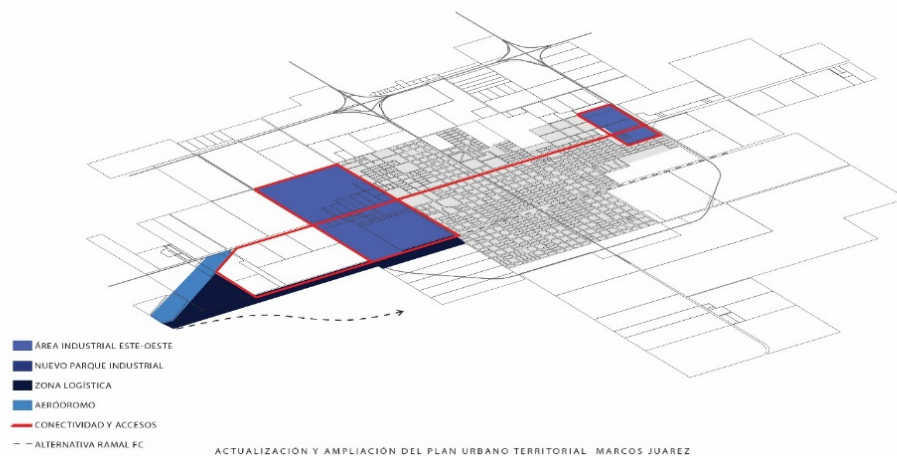 ÁREA INDUSTRIAL ESTE-OESTE
NUEVO PARQUE INDUSTRIAL
ZONA LOGÍSTICA
AERÓDROMO
CONECTIVIDAD Y ACCESOS
ALTERNATIVA RAMAL FC
ACTUALIZACIÓN Y AMPLIACIÓN DEL PLAN URBANO TERRITORIAL MARCOS JUAREZ